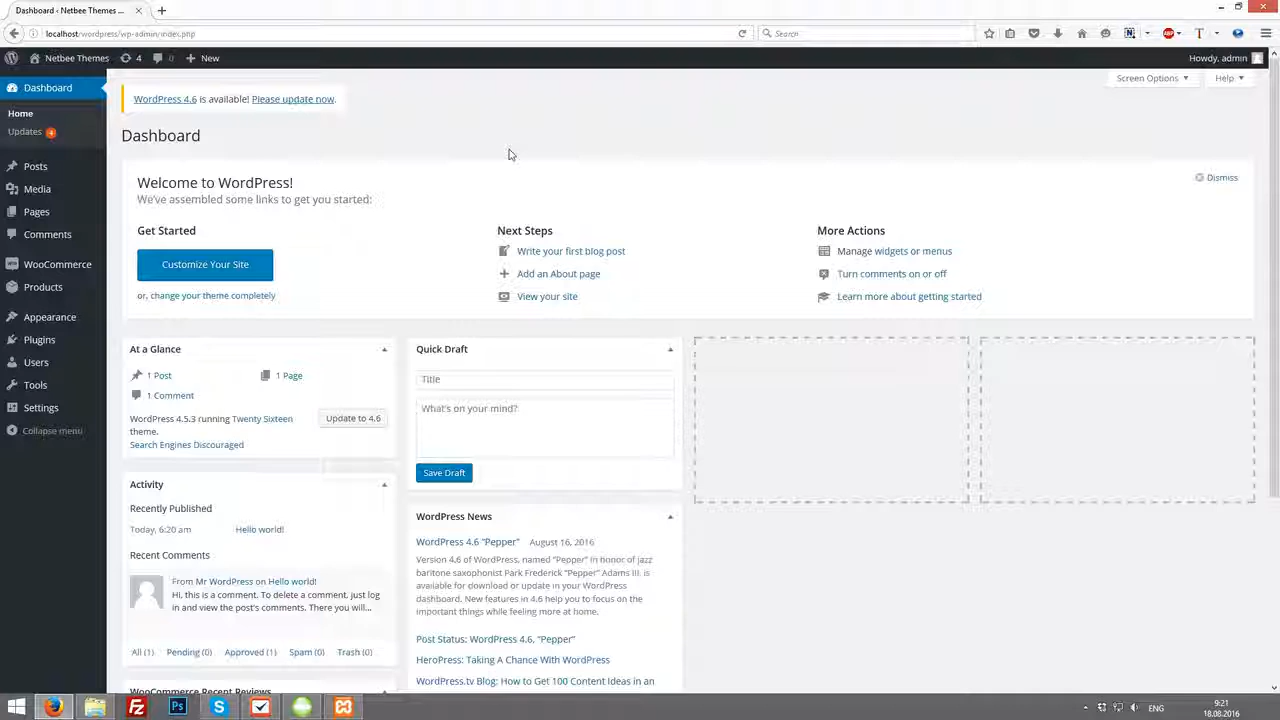 Dashboard ‹ Netbee Themes ...
localhost/wordpress/wp-admin/index.php
Search
Netbee Themes
4
0
New
Howdy, admin
Dashboard
Home
Updates 4
Posts
Media
Pages
Comments
WooCommerce
Products
Appearance
Plugins
Users
Tools
Settings
Collapse menu
Screen Options
Help
WordPress 4.6 is available! Please update now.
Dashboard
Welcome to WordPress!
We've assembled some links to get you started:
Dismiss
Get Started
Customize Your Site
or, change your theme completely
Next Steps
Write your first blog post
Add an About page
View your site
More Actions
Manage widgets or menus
Turn comments on or off
Learn more about getting started
At a Glance
1 Post
1 Page
1 Comment
WordPress 4.5.3 running Twenty Sixteen
theme.
Update to 4.6
Search Engines Discouraged
Activity
Recently Published
Today, 6:20 am
Hello world!
Recent Comments
From Mr WordPress on Hello world!
Hi, this is a comment. To delete a comment, just log
in and view the post's comments. There you will...
All (1)
Pending (0)
Approved (1)
Spam (0)
Trash (0)
WooCommerce Recent Reviews
Quick Draft
Title
What's on your mind?
Save Draft
WordPress News
WordPress 4.6 "Pepper" August 16, 2016
Version 4.6 of WordPress, named "Pepper" in honor of jazz
baritone saxophonist Park Frederick "Pepper" Adams III, is
available for download or update in your WordPress
dashboard. New features in 4.6 help you to focus on the
important things while feeling more at home.
Post Status: WordPress 4.6, "Pepper"
HeroPress: Taking A Chance With WordPress
WordPress.tv Blog: How to Get 100 Content Ideas in an
ENG
9:21
18.08.2016